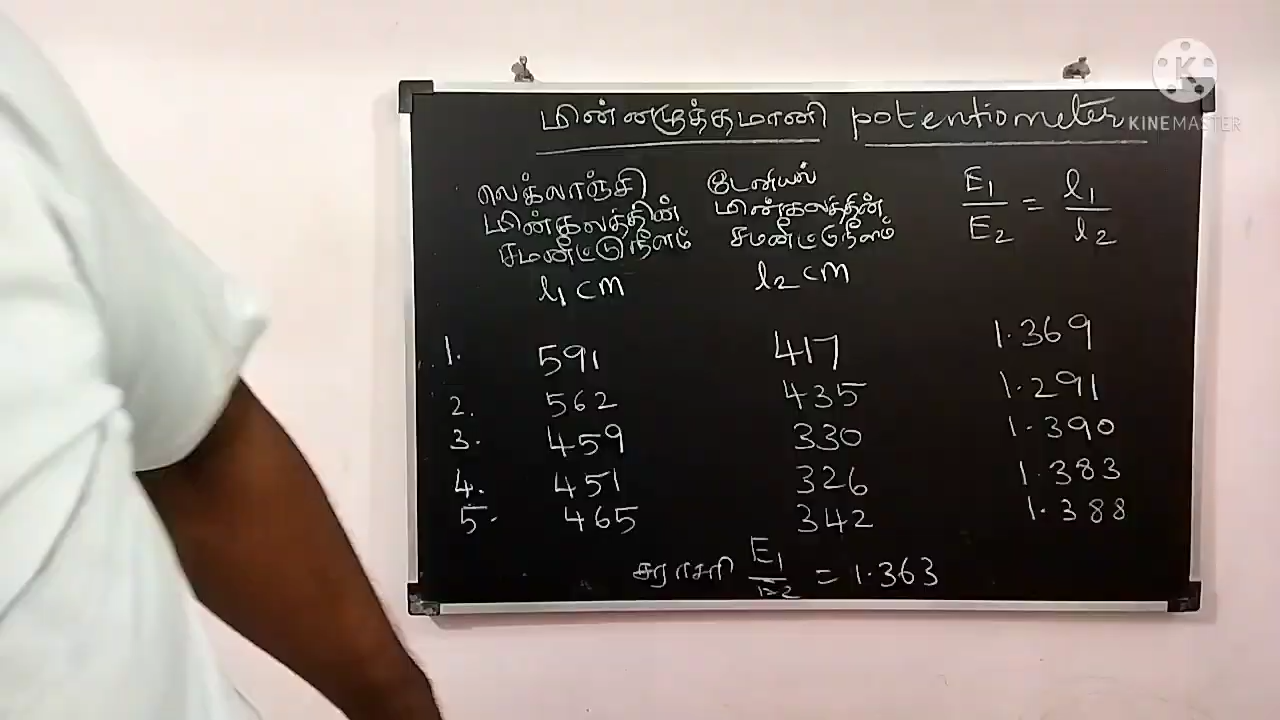 மின்னழுத்தமானி potentiometer
KINEMASTER
லெக்லாஞ்சி டேனியல்
மின்கலத்தின் மின்கலத்தின் E1/E2 = l1/l2
சமனீட்டுநீளம் சமனீட்டுநீளம்
l1 cm l2 cm
1. 591 417 1.369
2. 562 435 1.291
3. 459 330 1.390
4. 451 326 1.383
5. 465 342 1.388
சராசரி E1/E2 = 1.363